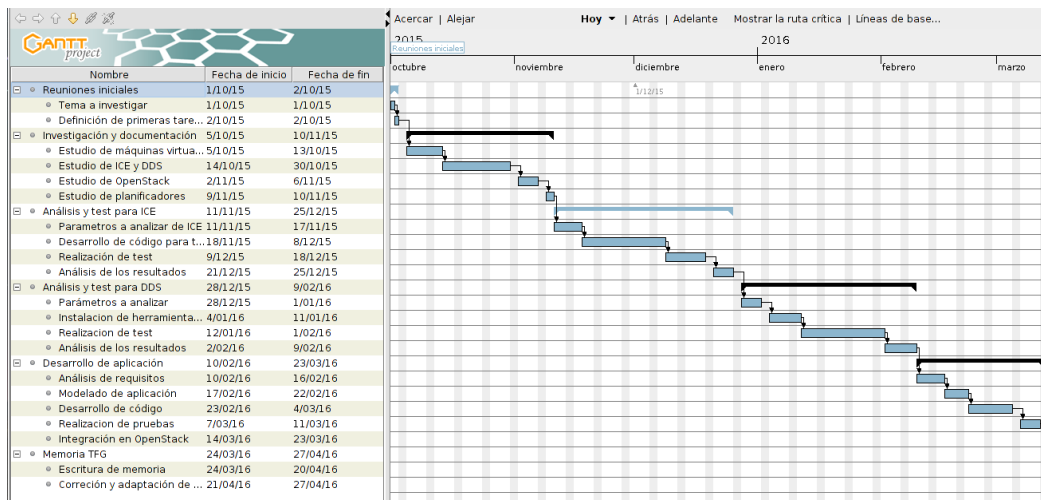 Acercar | Alejar Hoy | Atrás | Adelante Mostrar la ruta crítica | Líneas de base...
GANTT project
2015 2016
Reuniones iniciales
octubre noviembre diciembre enero febrero marzo
1/12/15
Nombre Fecha de inicio Fecha de fin
Reuniones iniciales 1/10/15 2/10/15
Tema a investigar 1/10/15 1/10/15
Definición de primeras tare... 2/10/15 2/10/15
Investigación y documentación 5/10/15 10/11/15
Estudio de máquinas virtua... 5/10/15 13/10/15
Estudio de ICE y DDS 14/10/15 30/10/15
Estudio de OpenStack 2/11/15 6/11/15
Estudio de planificadores 9/11/15 10/11/15
Análisis y test para ICE 11/11/15 25/12/15
Parametros a analizar de ICE 11/11/15 17/11/15
Desarrollo de código para t... 18/11/15 8/12/15
Realización de test 9/12/15 18/12/15
Análisis de los resultados 21/12/15 25/12/15
Análisis y test para DDS 28/12/15 9/02/16
Parámetros a analizar 28/12/15 1/01/16
Instalacion de herramienta... 4/01/16 11/01/16
Realizacion de test 12/01/16 1/02/16
Análisis de los resultados 2/02/16 9/02/16
Desarrollo de aplicación 10/02/16 23/03/16
Análisis de requisitos 10/02/16 16/02/16
Modelado de aplicación 17/02/16 22/02/16
Desarrollo de código 23/02/16 4/03/16
Realizacion de pruebas 7/03/16 11/03/16
Integración en OpenStack 14/03/16 23/03/16
Memoria TFG 24/03/16 27/04/16
Escritura de memoria 24/03/16 20/04/16
Correción y adaptación de ... 21/04/16 27/04/16